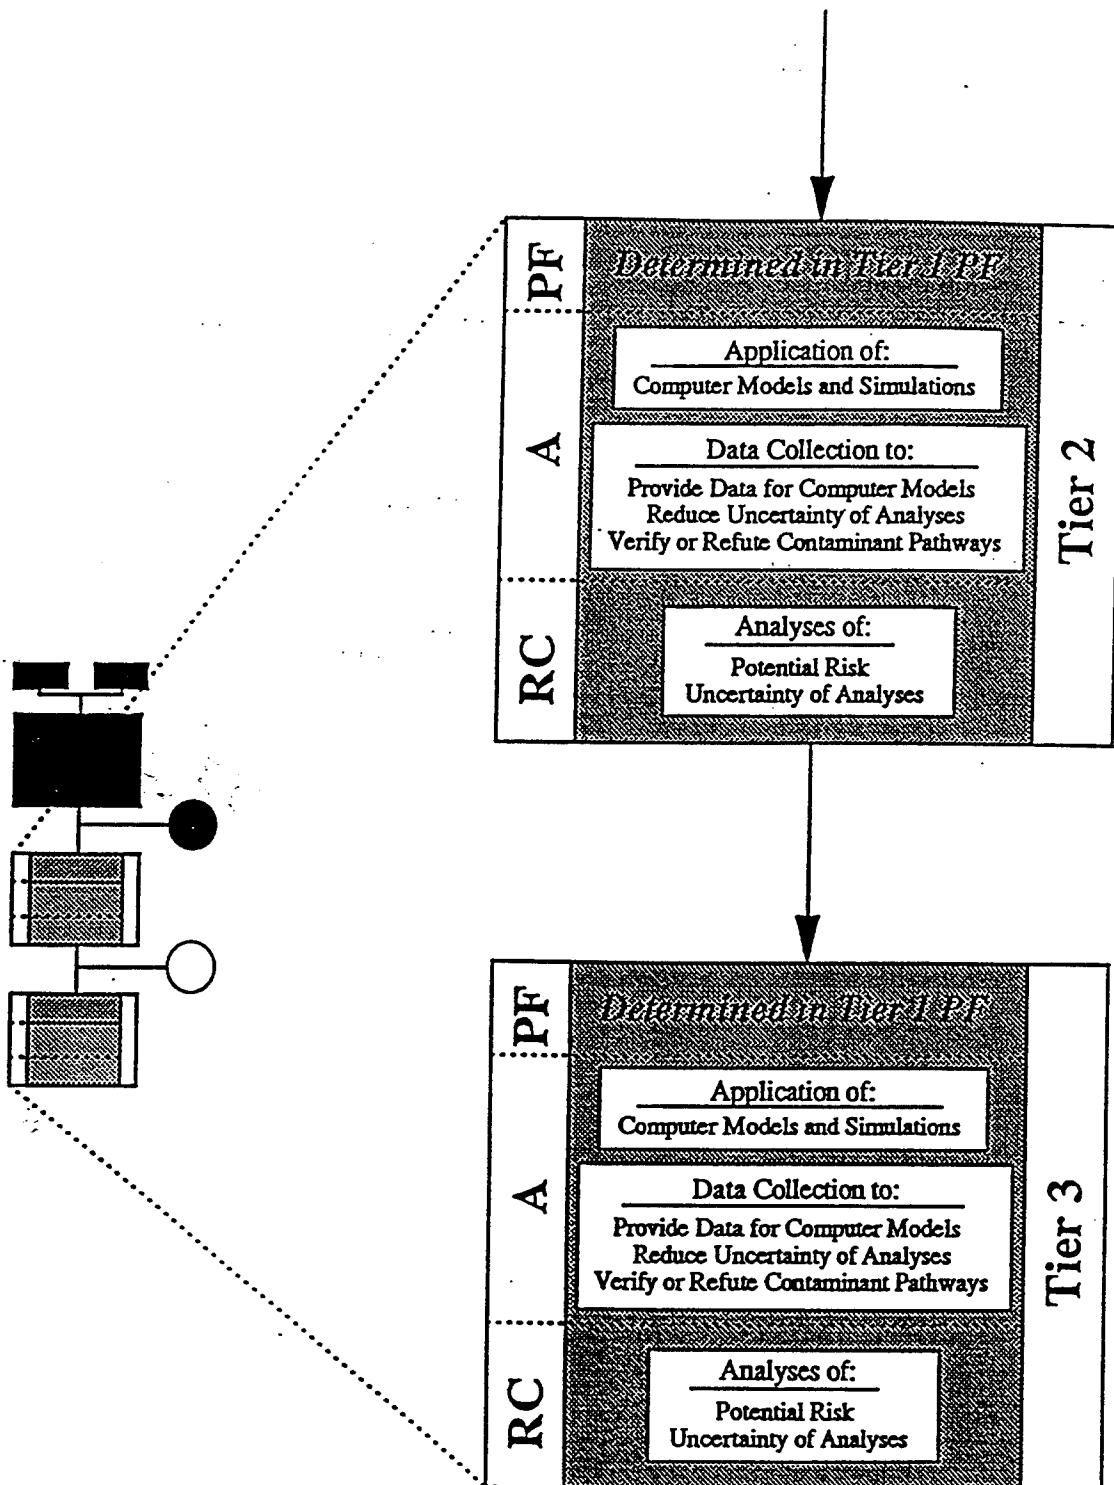 PF
Determined in Tier 1 PF
A
Application of:
Computer Models and Simulations
Data Collection to:
Provide Data for Computer Models
Reduce Uncertainty of Analyses
Verify or Refute Contaminant Pathways
RC
Analyses of:
Potential Risk
Uncertainty of Analyses
Tier 2
PF
Determined in Tier 1 PF
A
Application of:
Computer Models and Simulations
Data Collection to:
Provide Data for Computer Models
Reduce Uncertainty of Analyses
Verify or Refute Contaminant Pathways
RC
Analyses of:
Potential Risk
Uncertainty of Analyses
Tier 3